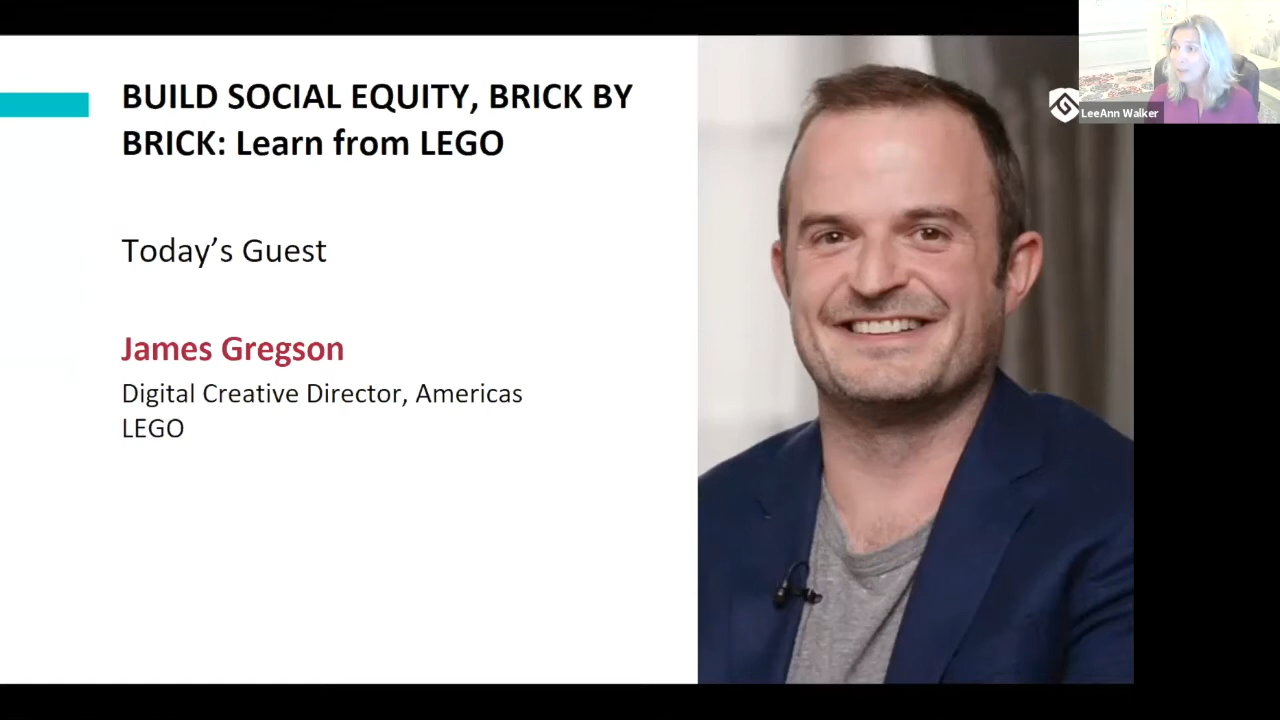 BUILD SOCIAL EQUITY, BRICK BY
BRICK: Learn from LEGO
Today’s Guest
James Gregson
Digital Creative Director, Americas
LEGO
LeeAnn Walker